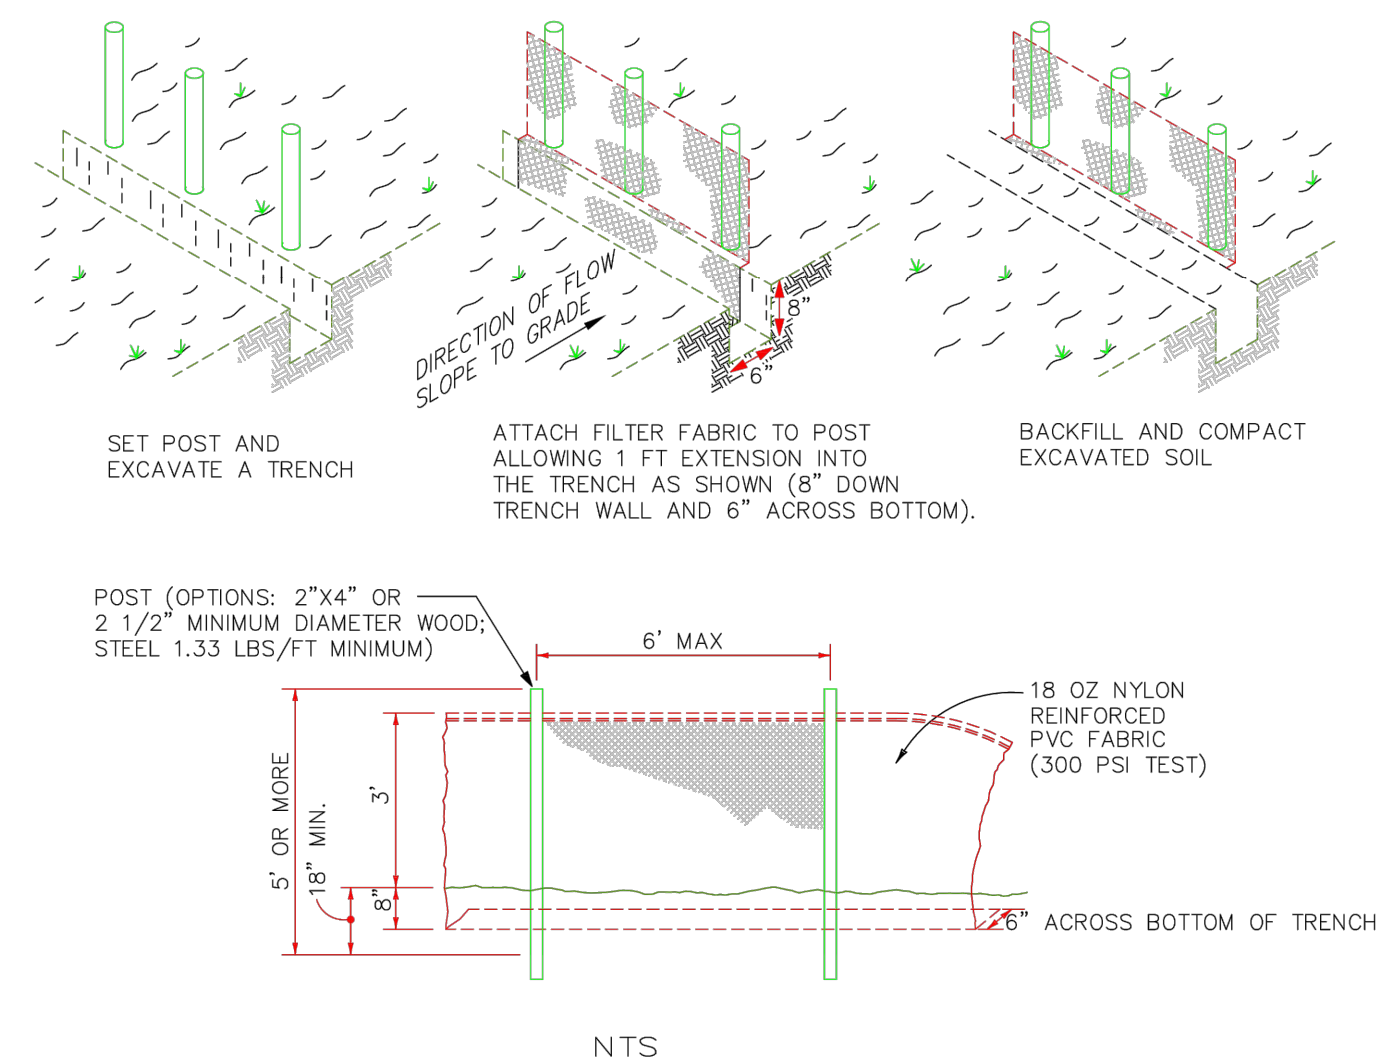 DIRECTION OF FLOW
SLOPE TO GRADE
8"
6"
SET POST AND
EXCAVATE A TRENCH
ATTACH FILTER FABRIC TO POST
ALLOWING 1 FT EXTENSION INTO
THE TRENCH AS SHOWN (8" DOWN
TRENCH WALL AND 6" ACROSS BOTTOM).
BACKFILL AND COMPACT
EXCAVATED SOIL
POST (OPTIONS: 2"X4" OR
2 1/2" MINIMUM DIAMETER WOOD;
STEEL 1.33 LBS/FT MINIMUM)
6' MAX
18 OZ NYLON
REINFORCED
PVC FABRIC
(300 PSI TEST)
5' OR MORE
18" MIN.
3'
8"
6" ACROSS BOTTOM OF TRENCH
NTS